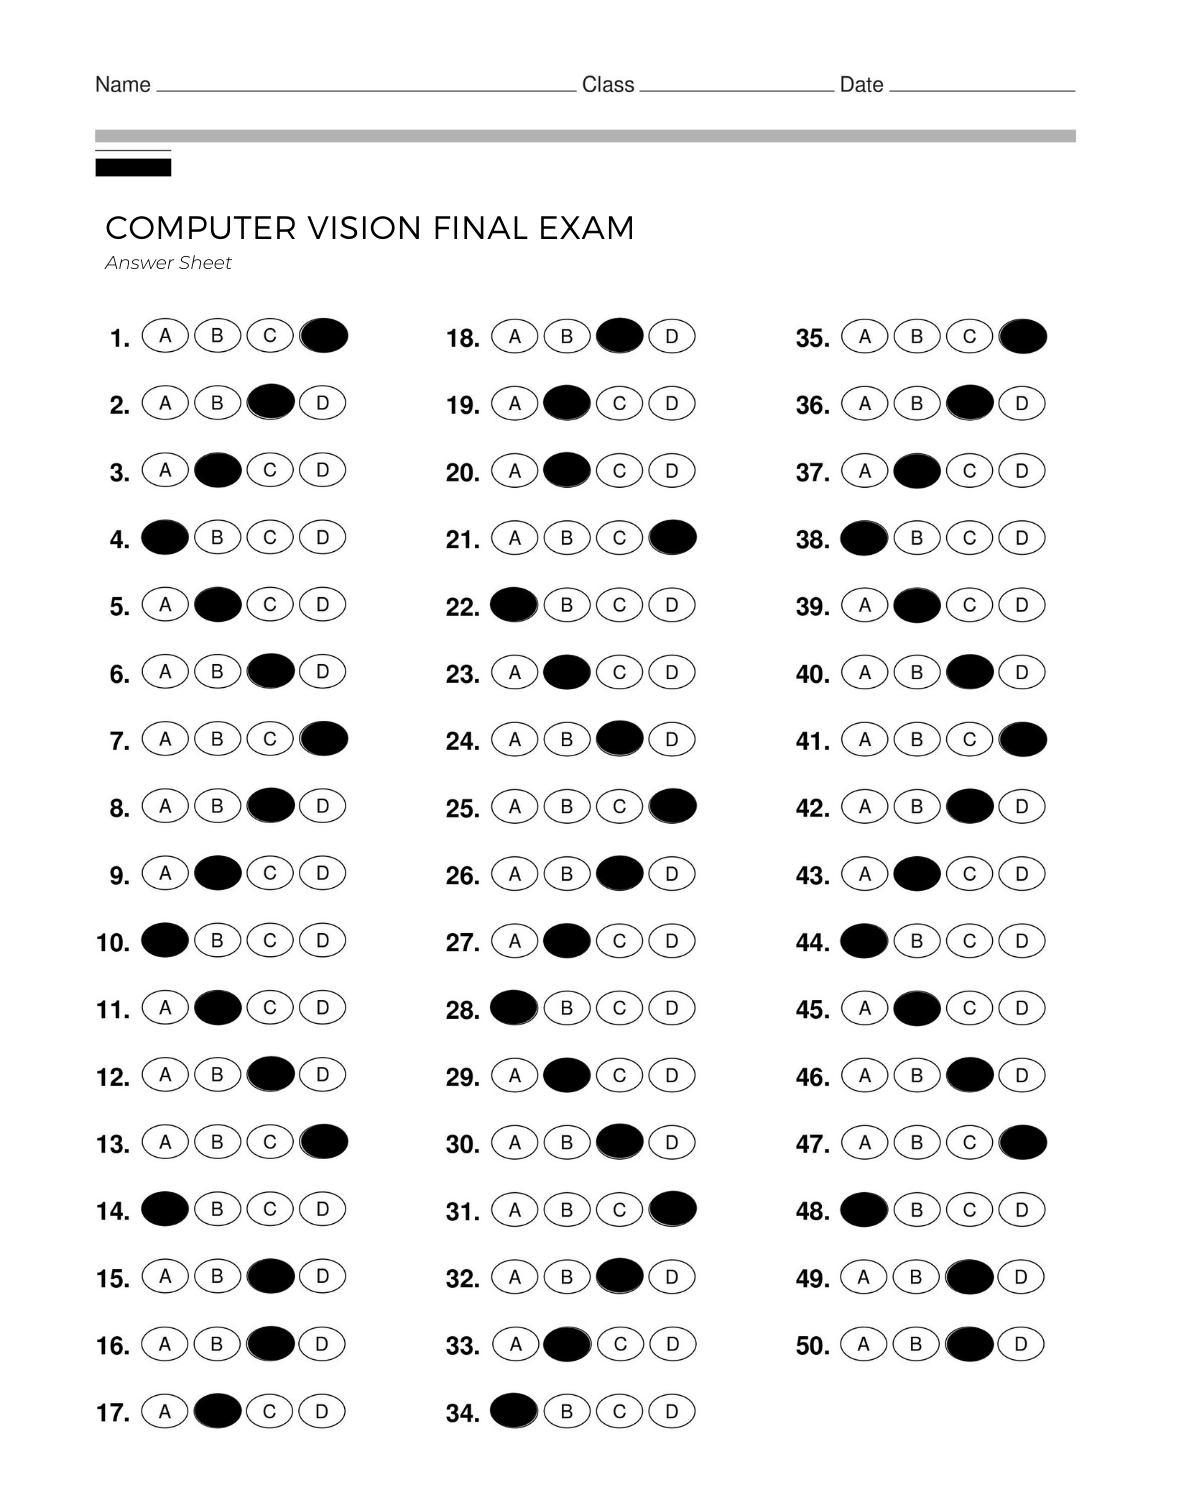 Name Class Date
COMPUTER VISION FINAL EXAM
Answer Sheet
1. A B C
2. A B D
3. A C D
4. B C D
5. A C D
6. A B D
7. A B C
8. A B D
9. A C D
10. B C D
11. A C D
12. A B D
13. A B C
14. B C D
15. A B D
16. A B D
17. A C D
18. A B D
19. A C D
20. A C D
21. A B C
22. B C D
23. A C D
24. A B D
25. A B C
26. A B D
27. A C D
28. B C D
29. A C D
30. A B D
31. A B C
32. A B D
33. A C D
34. B C D
35. A B C
36. A B D
37. A C D
38. B C D
39. A C D
40. A B D
41. A B C
42. A B D
43. A C D
44. B C D
45. A C D
46. A B D
47. A B C
48. B C D
49. A B D
50. A B D